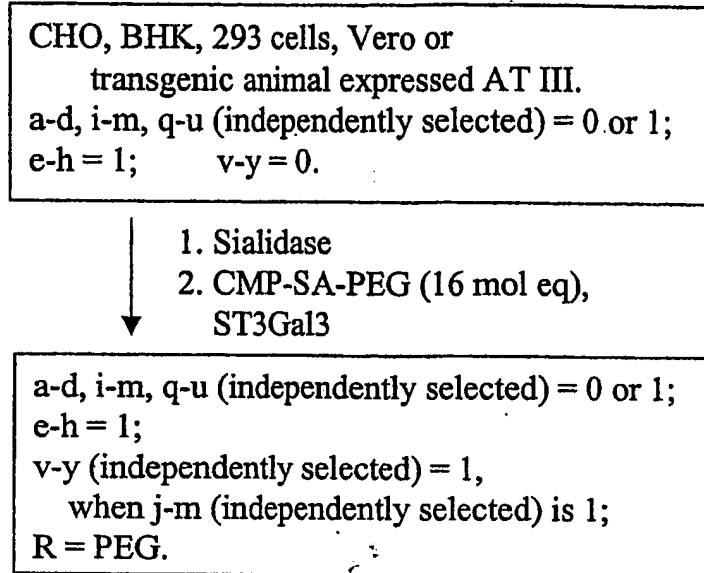 CHO, BHK, 293 cells, Vero or
transgenic animal expressed AT III.
a-d, i-m, q-u (independently selected) = 0 or 1;
e-h = 1; v-y = 0.
1. Sialidase
2. CMP-SA-PEG (16 mol eq),
ST3Gal3
a-d, i-m, q-u (independently selected) = 0 or 1;
e-h = 1;
v-y (independently selected) = 1,
when j-m (independently selected) is 1;
R = PEG.